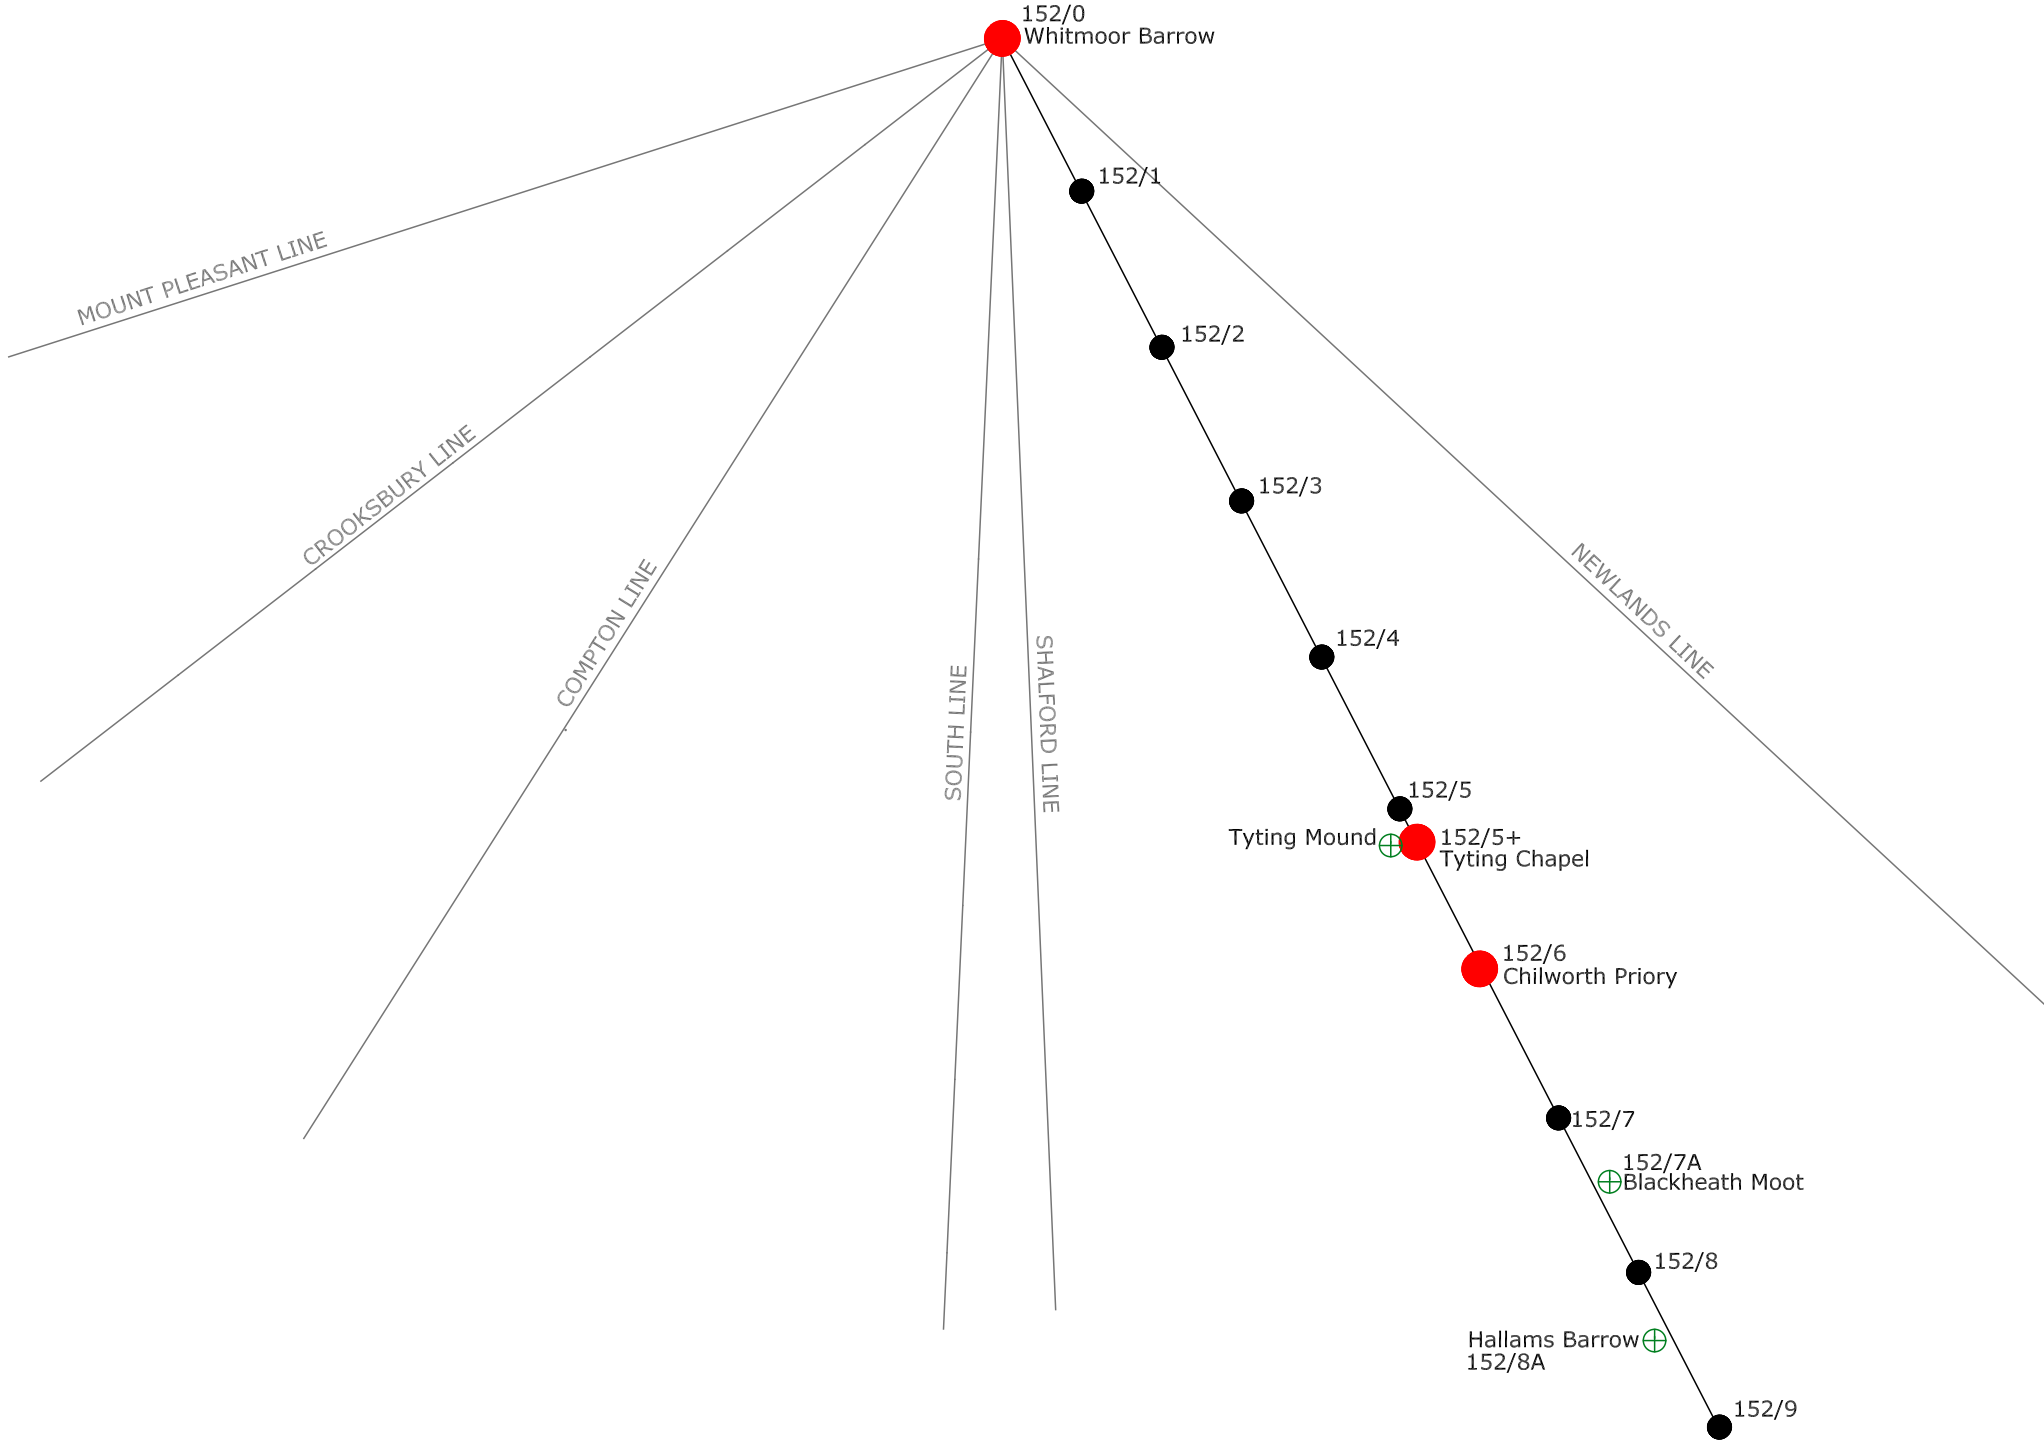 152/0
Whitmoor Barrow
152/1
MOUNT PLEASANT LINE
152/2
CROOKSBURY LINE
152/3
COMPTON LINE
NEWLANDS LINE
152/4
SOUTH LINE
SHALFORD LINE
152/5
Tyting Mound
152/5+
Tyting Chapel
152/6
Chilworth Priory
152/7
152/7A
Blackheath Moot
152/8
Hallams Barrow
152/8A
152/9